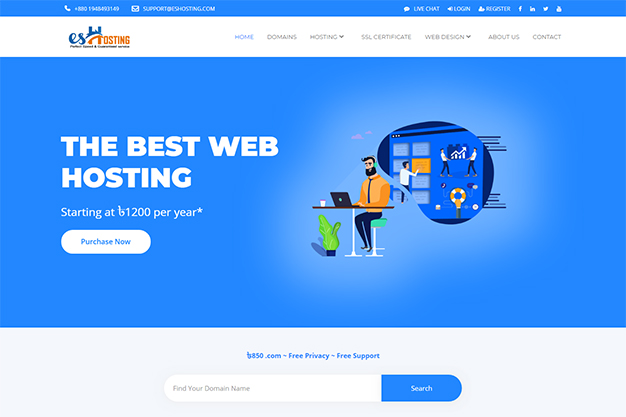 +880 1948493149 SUPPORT@ESHOSTING.COM LIVE CHAT LOGIN REGISTER
esHOSTING
Perfect Speed & Guaranteed service
HOME DOMAINS HOSTING SSL CERTIFICATE WEB DESIGN ABOUT US CONTACT
THE BEST WEB
HOSTING
Starting at ৳1200 per year*
Purchase Now
৳850 .com ~ Free Privacy ~ Free Support
Find Your Domain Name Search